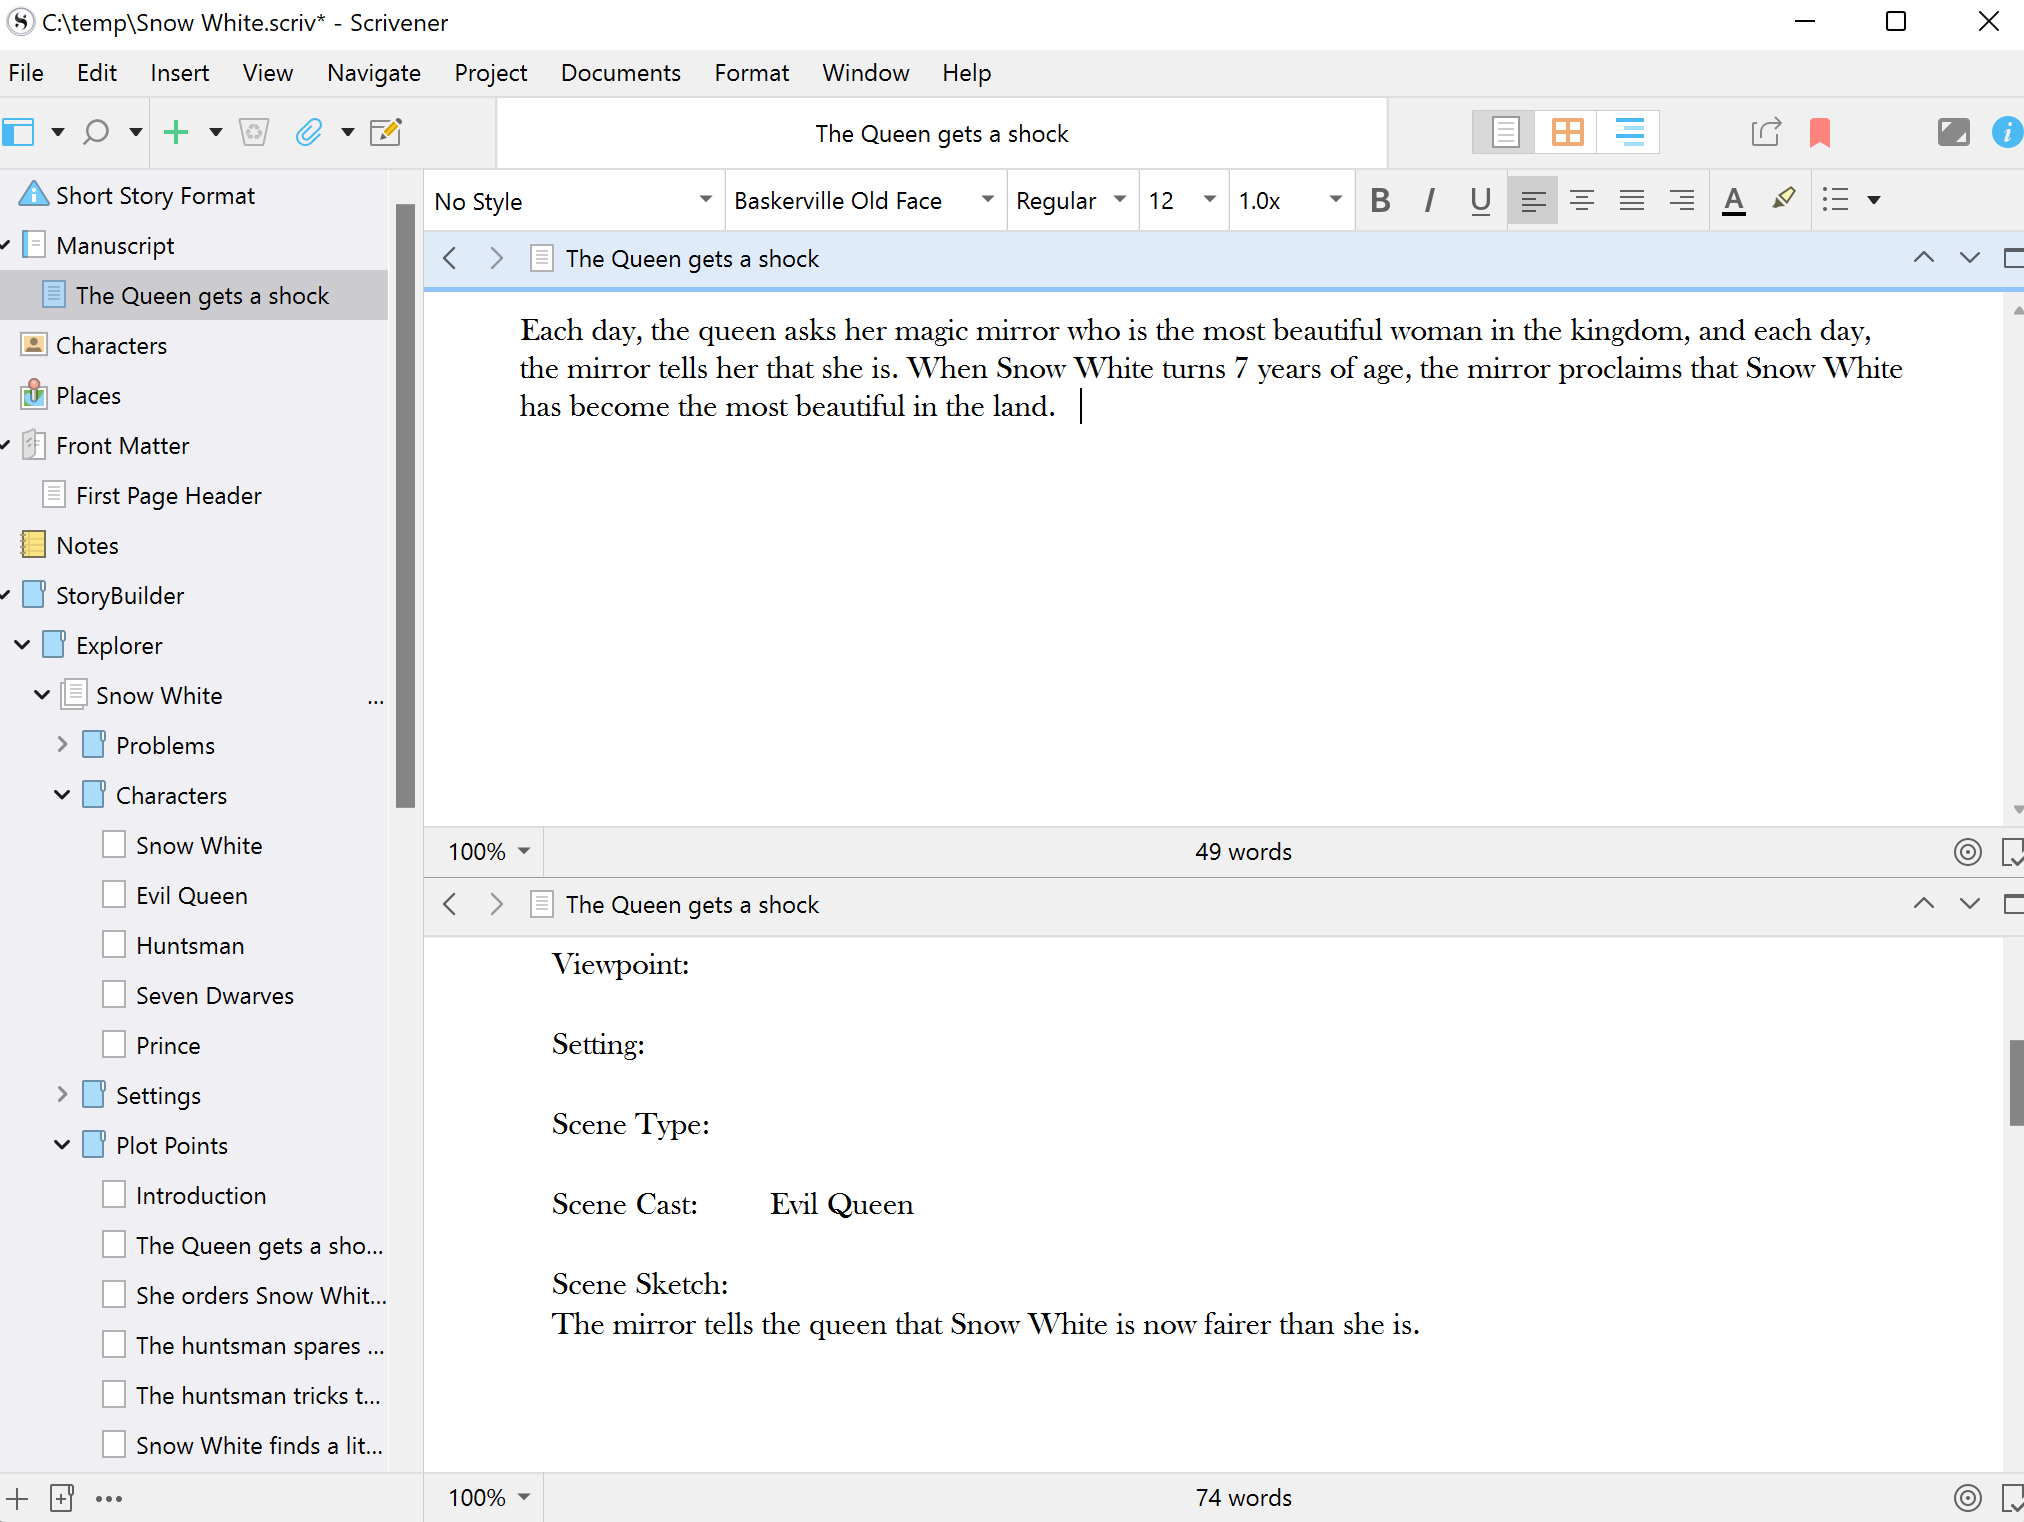 C:\temp\Snow White.scriv* - Scrivener
File Edit Insert View Navigate Project Documents Format Window Help
The Queen gets a shock
No Style Baskerville Old Face Regular 12 1.0x B I U A
Short Story Format
Manuscript
The Queen gets a shock
Characters
Places
Front Matter
First Page Header
Notes
StoryBuilder
Explorer
Snow White ...
Problems
Characters
Snow White
Evil Queen
Huntsman
Seven Dwarves
Prince
Settings
Plot Points
Introduction
The Queen gets a sho...
She orders Snow Whit...
The huntsman spares ...
The huntsman tricks t...
Snow White finds a lit...
The Queen gets a shock
Each day, the queen asks her magic mirror who is the most beautiful woman in the kingdom, and each day,
the mirror tells her that she is. When Snow White turns 7 years of age, the mirror proclaims that Snow White
has become the most beautiful in the land.
100% 49 words
The Queen gets a shock
Viewpoint:
Setting:
Scene Type:
Scene Cast: Evil Queen
Scene Sketch:
The mirror tells the queen that Snow White is now fairer than she is.
100% 74 words